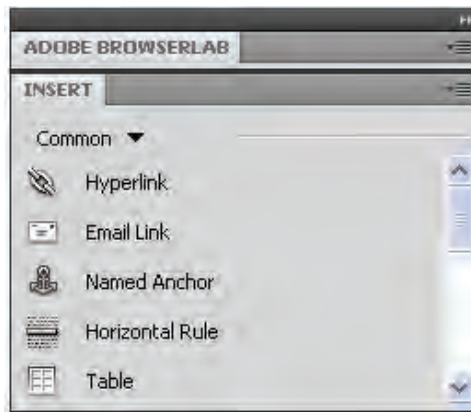 ADOBE BROWSERLAB
INSERT
Common
Hyperlink
Email Link
Named Anchor
Horizontal Rule
Table